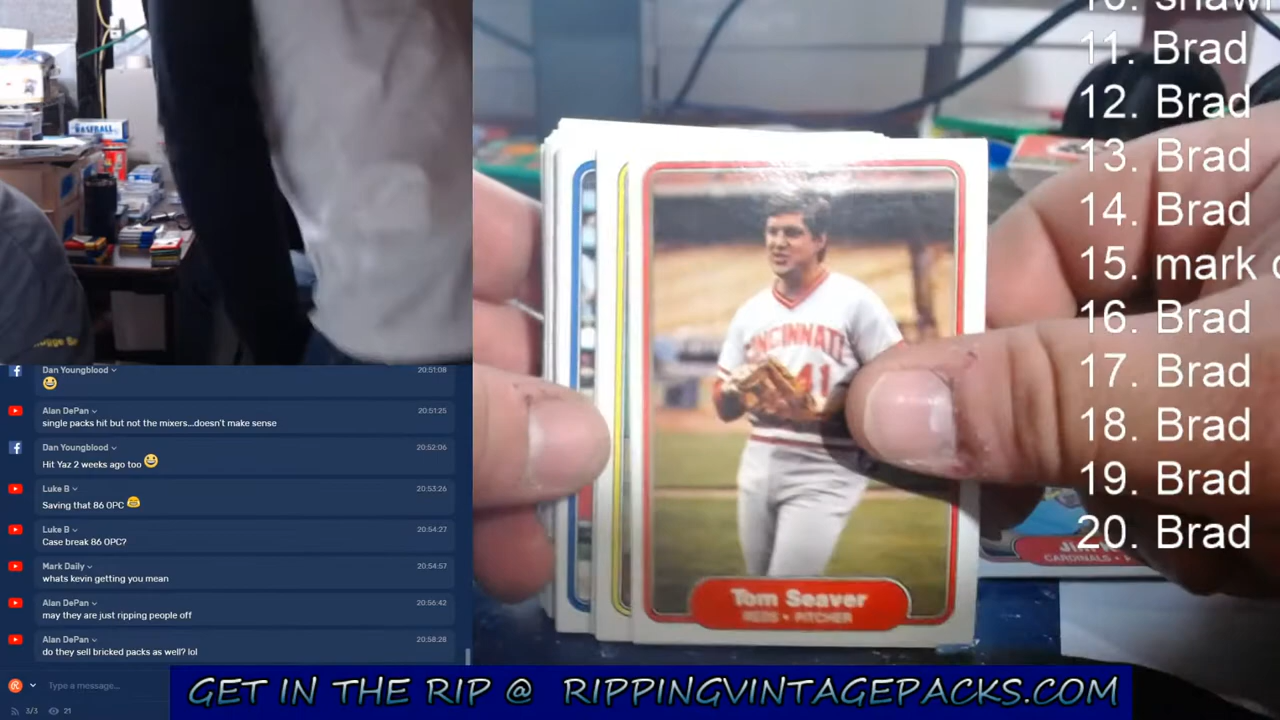 BASEBALL
Dan Youngblood 20:51:08
Alan DePan 20:51:25
single packs hit but not the mixers...doesn't make sense
Dan Youngblood 20:52:06
Hit Yaz 2 weeks ago too
Luke B 20:53:26
Saving that 86 OPC
Luke B 20:54:27
Case break 86 OPC?
Mark Daily 20:54:57
whats kevin getting you mean
Alan DePan 20:56:42
may they are just ripping people off
Alan DePan 20:58:28
do they sell bricked packs as well? lol
Type a message...
3/3 21
CINCINNATI
41
Tom Seaver
REDS • PITCHER
CARDINALS
11. Brad
12. Brad
13. Brad
14. Brad
15. mark
16. Brad
17. Brad
18. Brad
19. Brad
20. Brad
GET IN THE RIP @ RIPPINGVINTAGEPACKS.COM